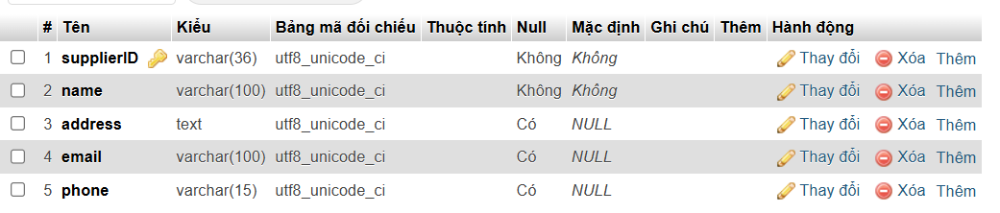 # Tên Kiểu Bảng mã đối chiếu Thuộc tính Null Mặc định Ghi chú Thêm Hành động
1 supplierID varchar(36) utf8_unicode_ci Không Không Thay đổi Xóa Thêm
2 name varchar(100) utf8_unicode_ci Không Không Thay đổi Xóa Thêm
3 address text utf8_unicode_ci Có NULL Thay đổi Xóa Thêm
4 email varchar(100) utf8_unicode_ci Có NULL Thay đổi Xóa Thêm
5 phone varchar(15) utf8_unicode_ci Có NULL Thay đổi Xóa Thêm